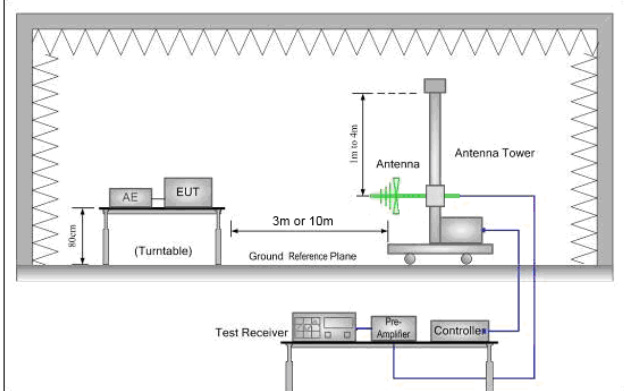 1m to 4m
Antenna
Antenna Tower
AE
EUT
3m or 10m
80cm
(Turntable)
Ground Reference Plane
Test Receiver
Pre-
Amplifier
Controller